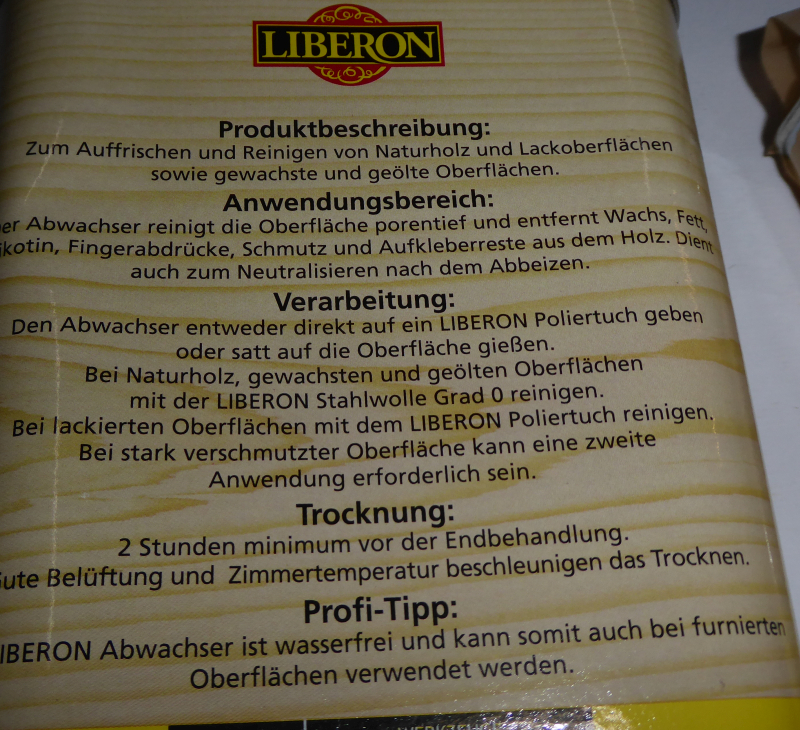 LIBERON
Produktbeschreibung:
Zum Auffrischen und Reinigen von Naturholz und Lackoberflächen
sowie gewachste und geölte Oberflächen.
Anwendungsbereich:
er Abwachser reinigt die Oberfläche porentief und entfernt Wachs, Fett,
ikotin, Fingerabdrücke, Schmutz und Aufkleberreste aus dem Holz. Dient
auch zum Neutralisieren nach dem Abbeizen.
Verarbeitung:
Den Abwachser entweder direkt auf ein LIBERON Poliertuch geben
oder satt auf die Oberfläche gießen.
Bei Naturholz, gewachsten und geölten Oberflächen
mit der LIBERON Stahlwolle Grad 0 reinigen.
Bei lackierten Oberflächen mit dem LIBERON Poliertuch reinigen.
Bei stark verschmutzter Oberfläche kann eine zweite
Anwendung erforderlich sein.
Trocknung:
2 Stunden minimum vor der Endbehandlung.
Gute Belüftung und Zimmertemperatur beschleunigen das Trocknen.
Profi-Tipp:
LIBERON Abwachser ist wasserfrei und kann somit auch bei furnierten
Oberflächen verwendet werden.